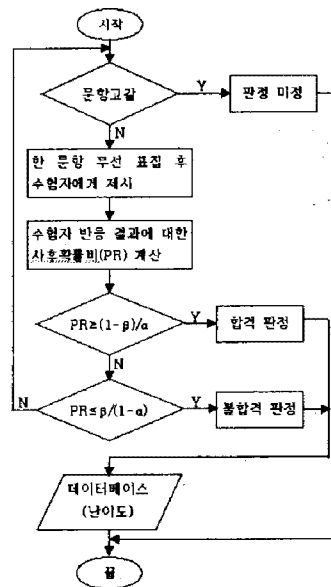 시작
문항고갈
Y
판정 미정
N
한 문항 무선 표집 후
수험자에게 제시
수험자 반응 결과에 대한
사후확률비(PR) 계산
PR≥(1-β)/α
Y
합격 판정
N
N
PR≤β/(1-α)
Y
불합격 판정
데이터베이스
(난이도)
끝